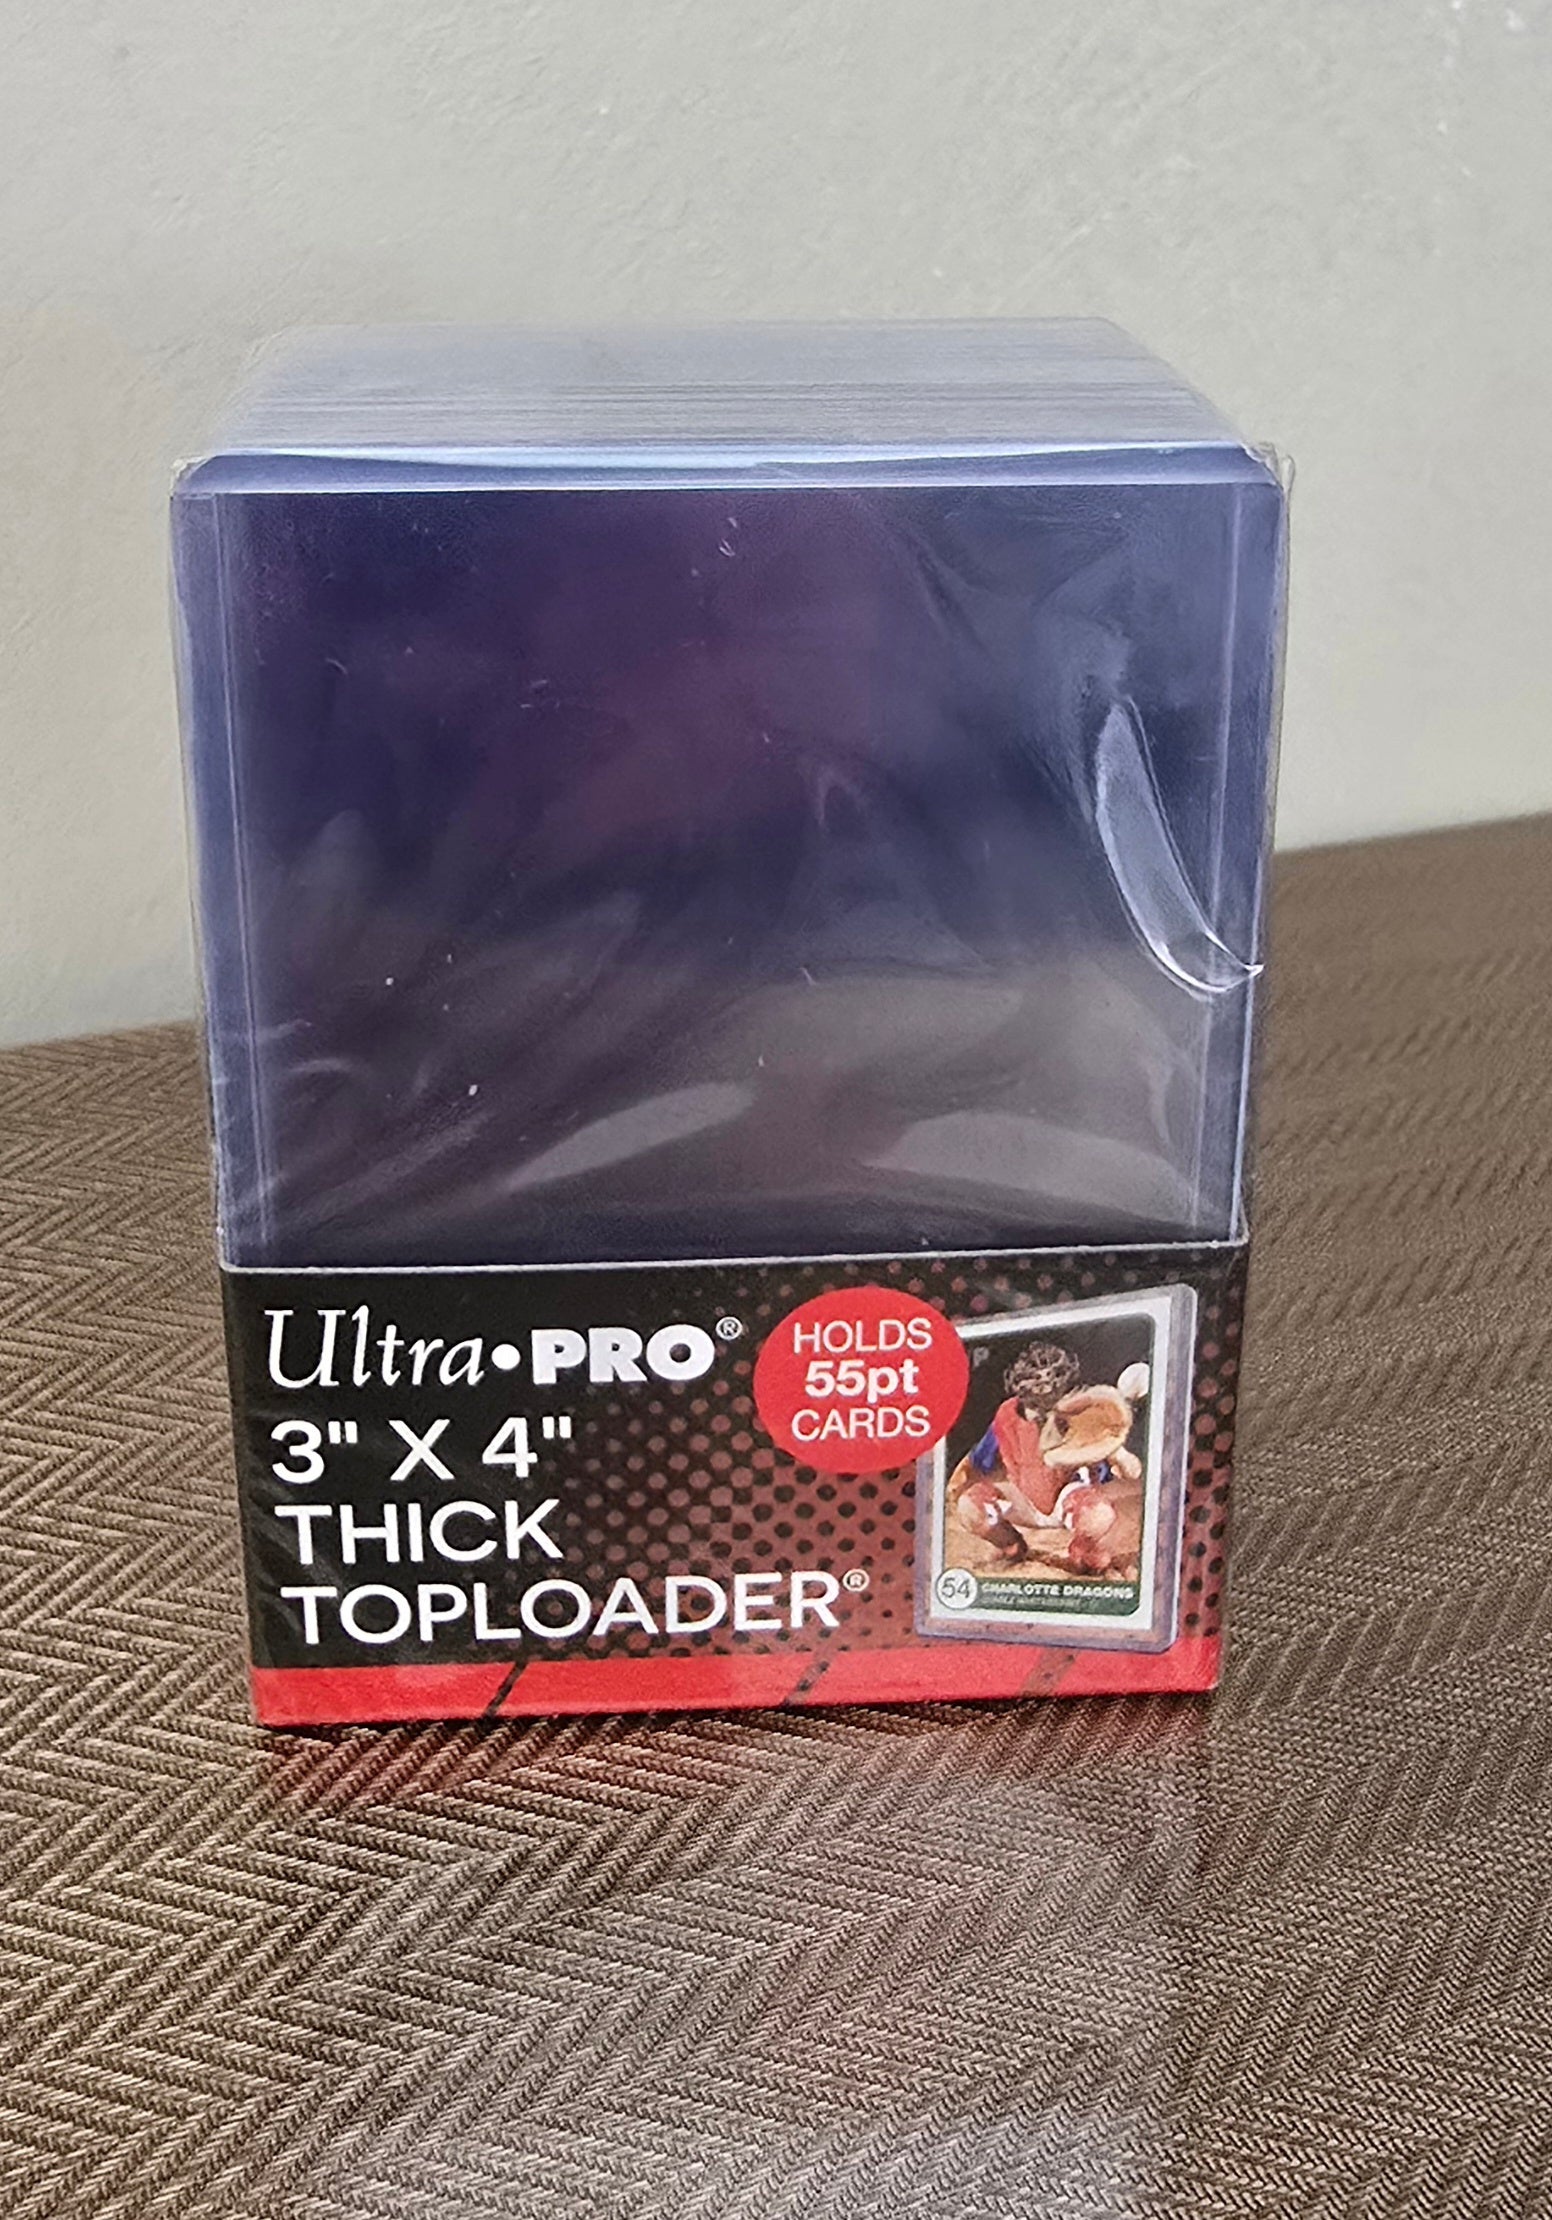 Ultra•PRO®
HOLDS
55pt
CARDS
3" X 4"
THICK
TOPLOADER®
54 CHARLOTTE DRAGONS